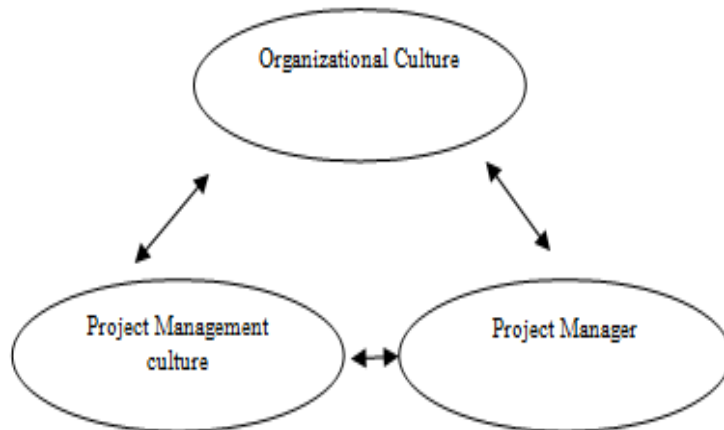 Organizational Culture
Project Management
culture
Project Manager